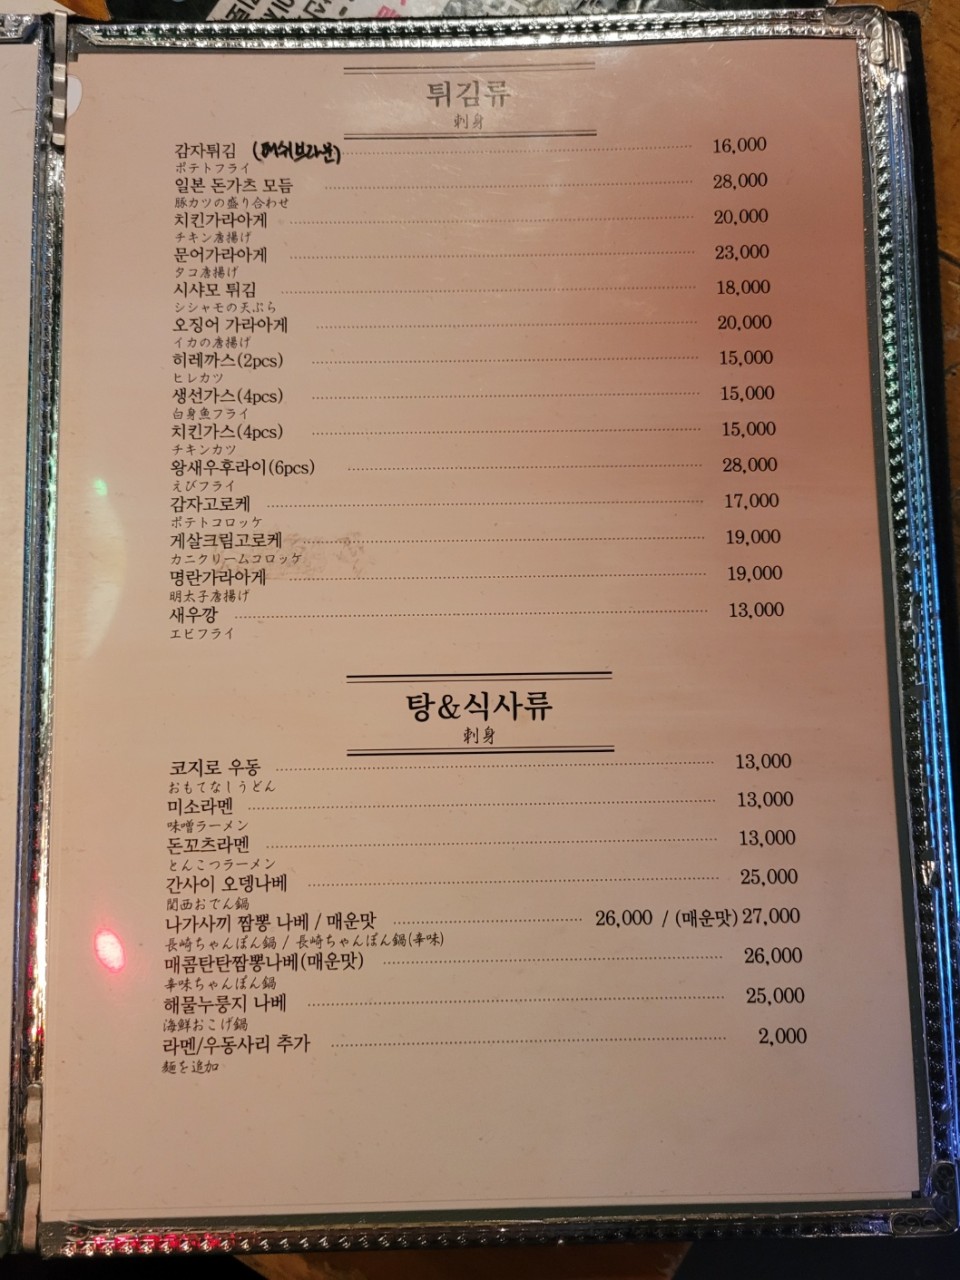 튀김류
刺身
감자튀김 (해쉬브라운) 16,000
ポテトフライ
일본 돈가츠 모듬 28,000
豚カツの盛り合わせ
치킨가라아게 20,000
チキン唐揚げ
문어가라아게 23,000
タコ唐揚げ
시샤모 튀김 18,000
シシャモの天ぷら
오징어 가라아게 20,000
イカの唐揚げ
히레까스(2pcs) 15,000
ヒレカツ
생선가스(4pcs) 15,000
白身魚フライ
치킨가스(4pcs) 15,000
チキンカツ
왕새우후라이(6pcs) 28,000
えびフライ
감자고로케 17,000
ポテトコロッケ
게살크림고로케 19,000
カニクリームコロッケ
명란가라아게 19,000
明太子唐揚げ
새우깡 13,000
エビフライ
탕&식사류
刺身
코지로 우동 13,000
おもてなしうどん
미소라멘 13,000
味噌ラーメン
돈꼬츠라멘 13,000
とんこつラーメン
간사이 오뎅나베 25,000
関西おでん鍋
나가사끼 짬뽕 나베 / 매운맛 26,000 / (매운맛) 27,000
長崎ちゃんぽん鍋 / 長崎ちゃんぽん鍋(辛味)
매콤탄탄짬뽕나베(매운맛) 26,000
辛味ちゃんぽん鍋
해물누룽지 나베 25,000
海鮮おこげ鍋
라멘/우동사리 추가 2,000
麺を追加